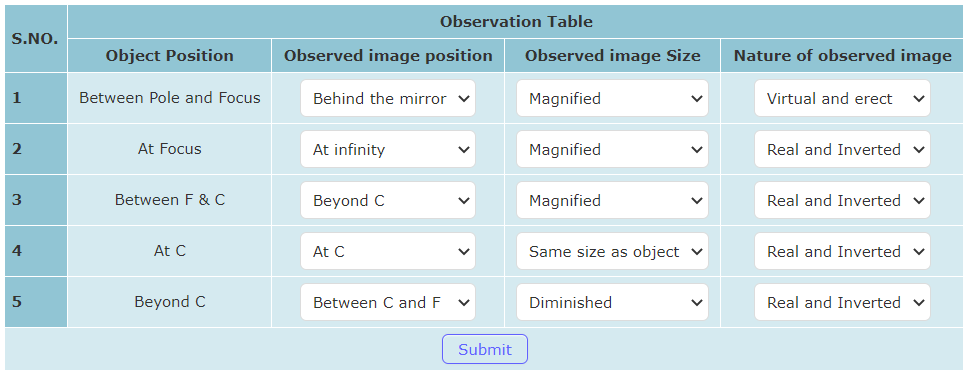 S.NO. Observation Table
Object Position Observed image position Observed image Size Nature of observed image
1 Between Pole and Focus Behind the mirror Magnified Virtual and erect
2 At Focus At infinity Magnified Real and Inverted
3 Between F & C Beyond C Magnified Real and Inverted
4 At C At C Same size as object Real and Inverted
5 Beyond C Between C and F Diminished Real and Inverted
Submit